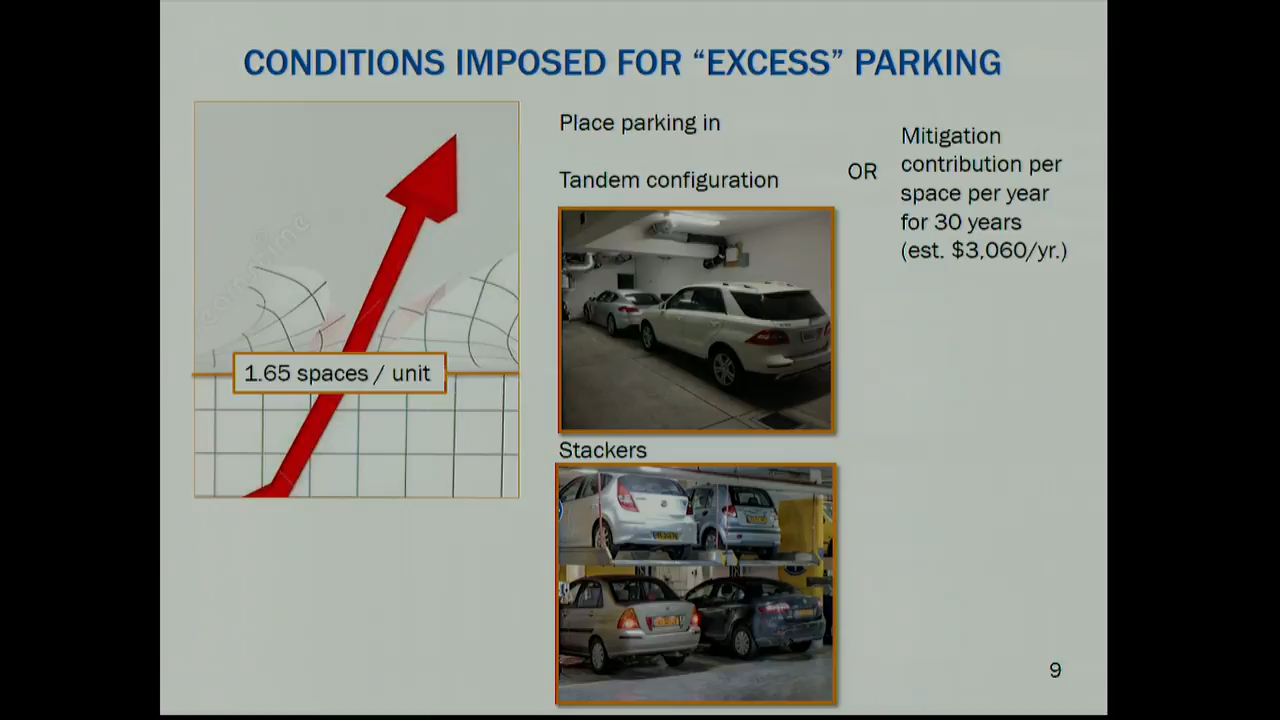 CONDITIONS IMPOSED FOR “EXCESS” PARKING
1.65 spaces / unit
Place parking in
Tandem configuration
Stackers
OR
Mitigation
contribution per
space per year
for 30 years
(est. $3,060/yr.)
9